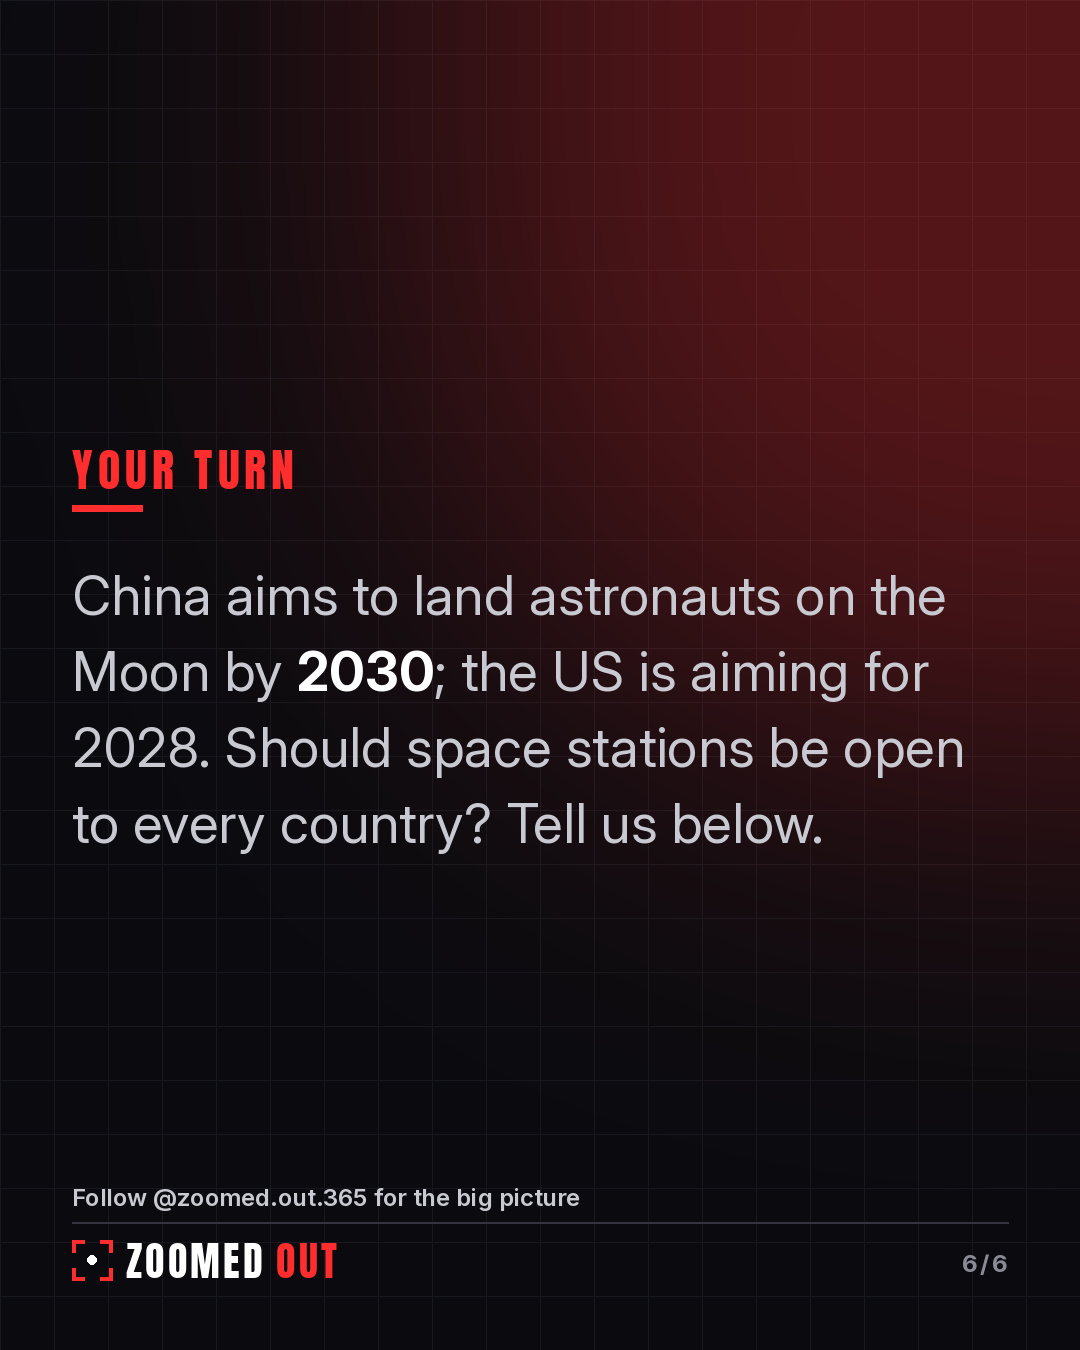 YOUR TURN
China aims to land astronauts on the
Moon by 2030; the US is aiming for
2028. Should space stations be open
to every country? Tell us below.
Follow @zoomed.out.365 for the big picture
ZOOMED OUT
6/6